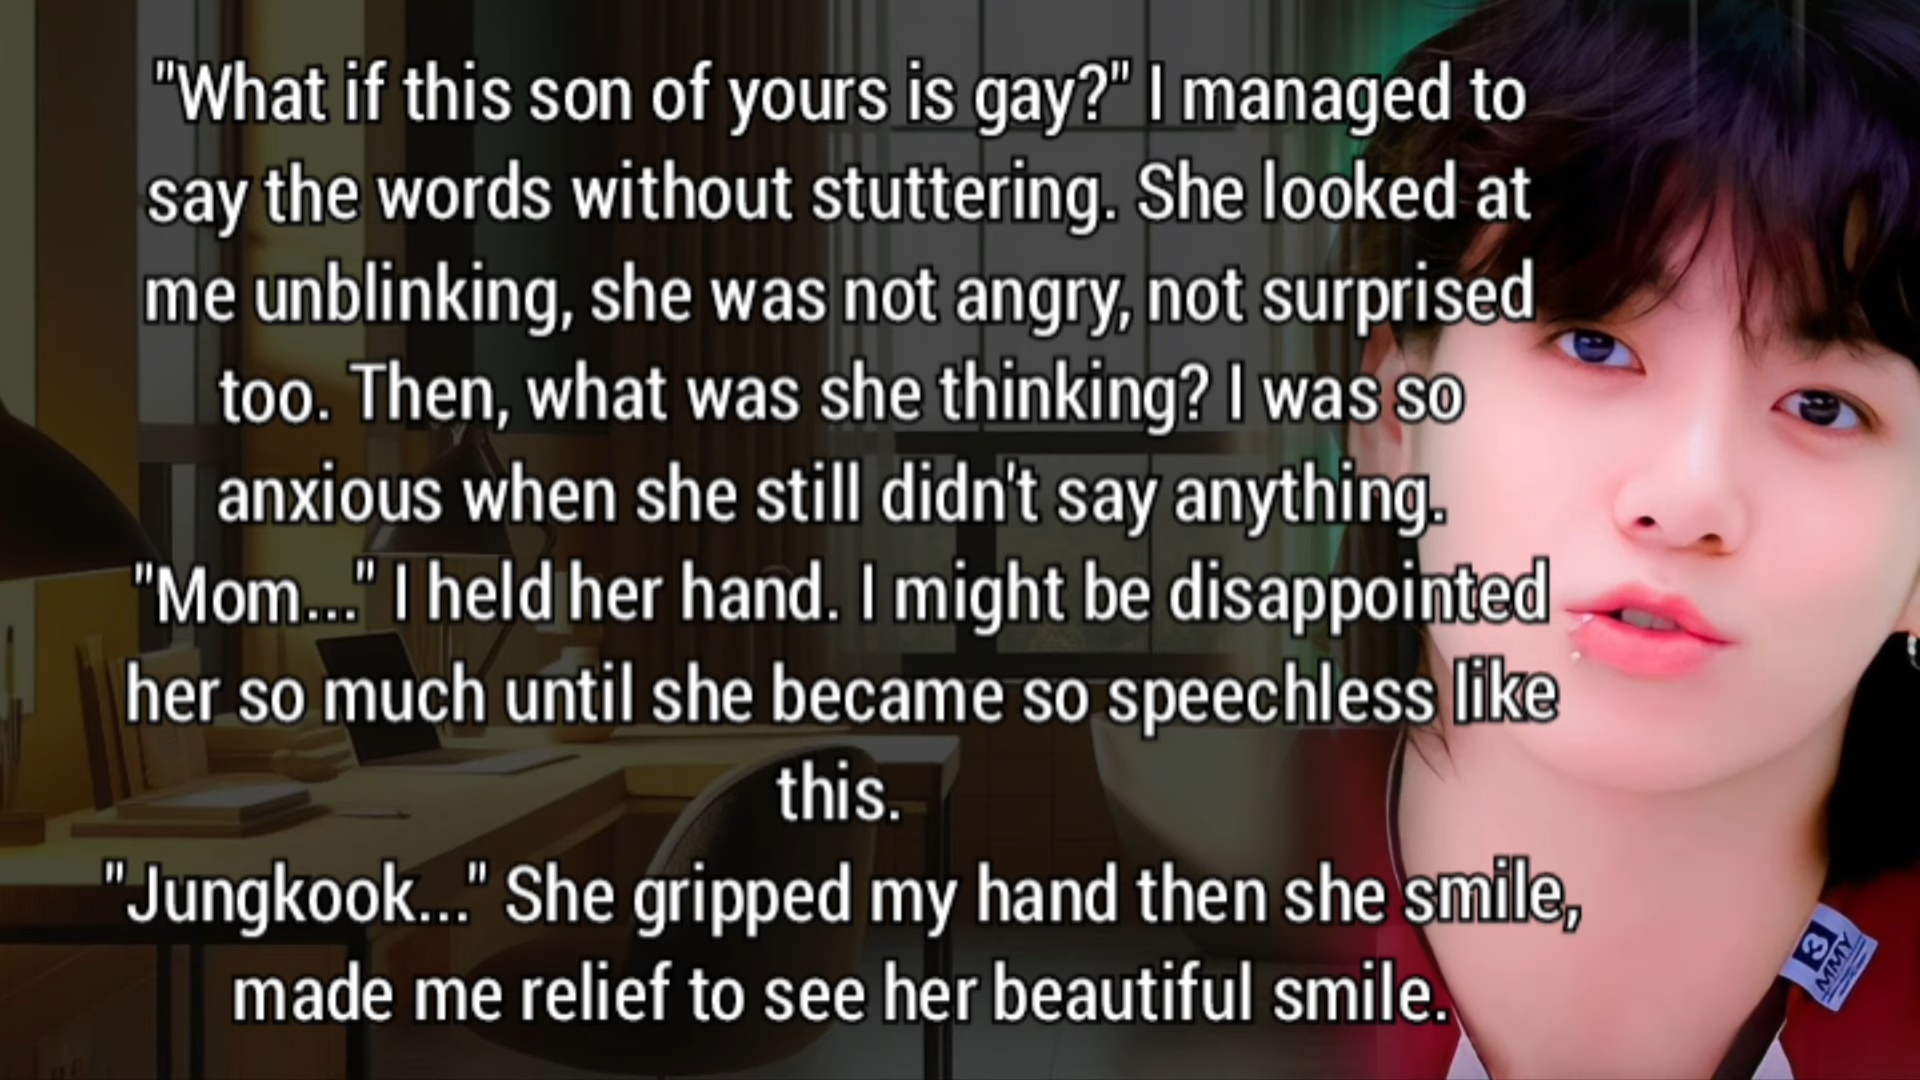 "What if this son of yours is gay?" I managed to
say the words without stuttering. She looked at
me unblinking, she was not angry, not surprised
too. Then, what was she thinking? I was so
anxious when she still didn't say anything.
"Mom..." I held her hand. I might be disappointed
her so much until she became so speechless like
this.
"Jungkook..." She gripped my hand then she smile,
made me relief to see her beautiful smile.
MMY